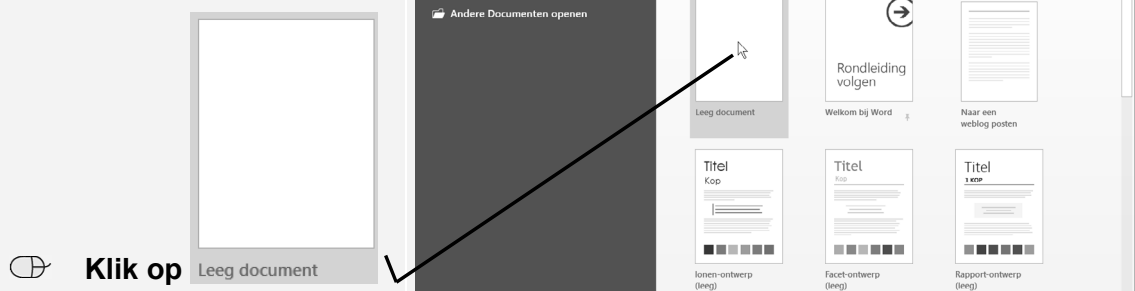 Klik op Leeg document
Andere Documenten openen
Leeg document
Rondleiding
volgen
Welkom bij Word
Naar een
weblog posten
Titel
Kop
Ionen-ontwerp
(leeg)
Titel
Kop
Facet-ontwerp
(leeg)
Titel
1 KOP
Rapport-ontwerp
(leeg)